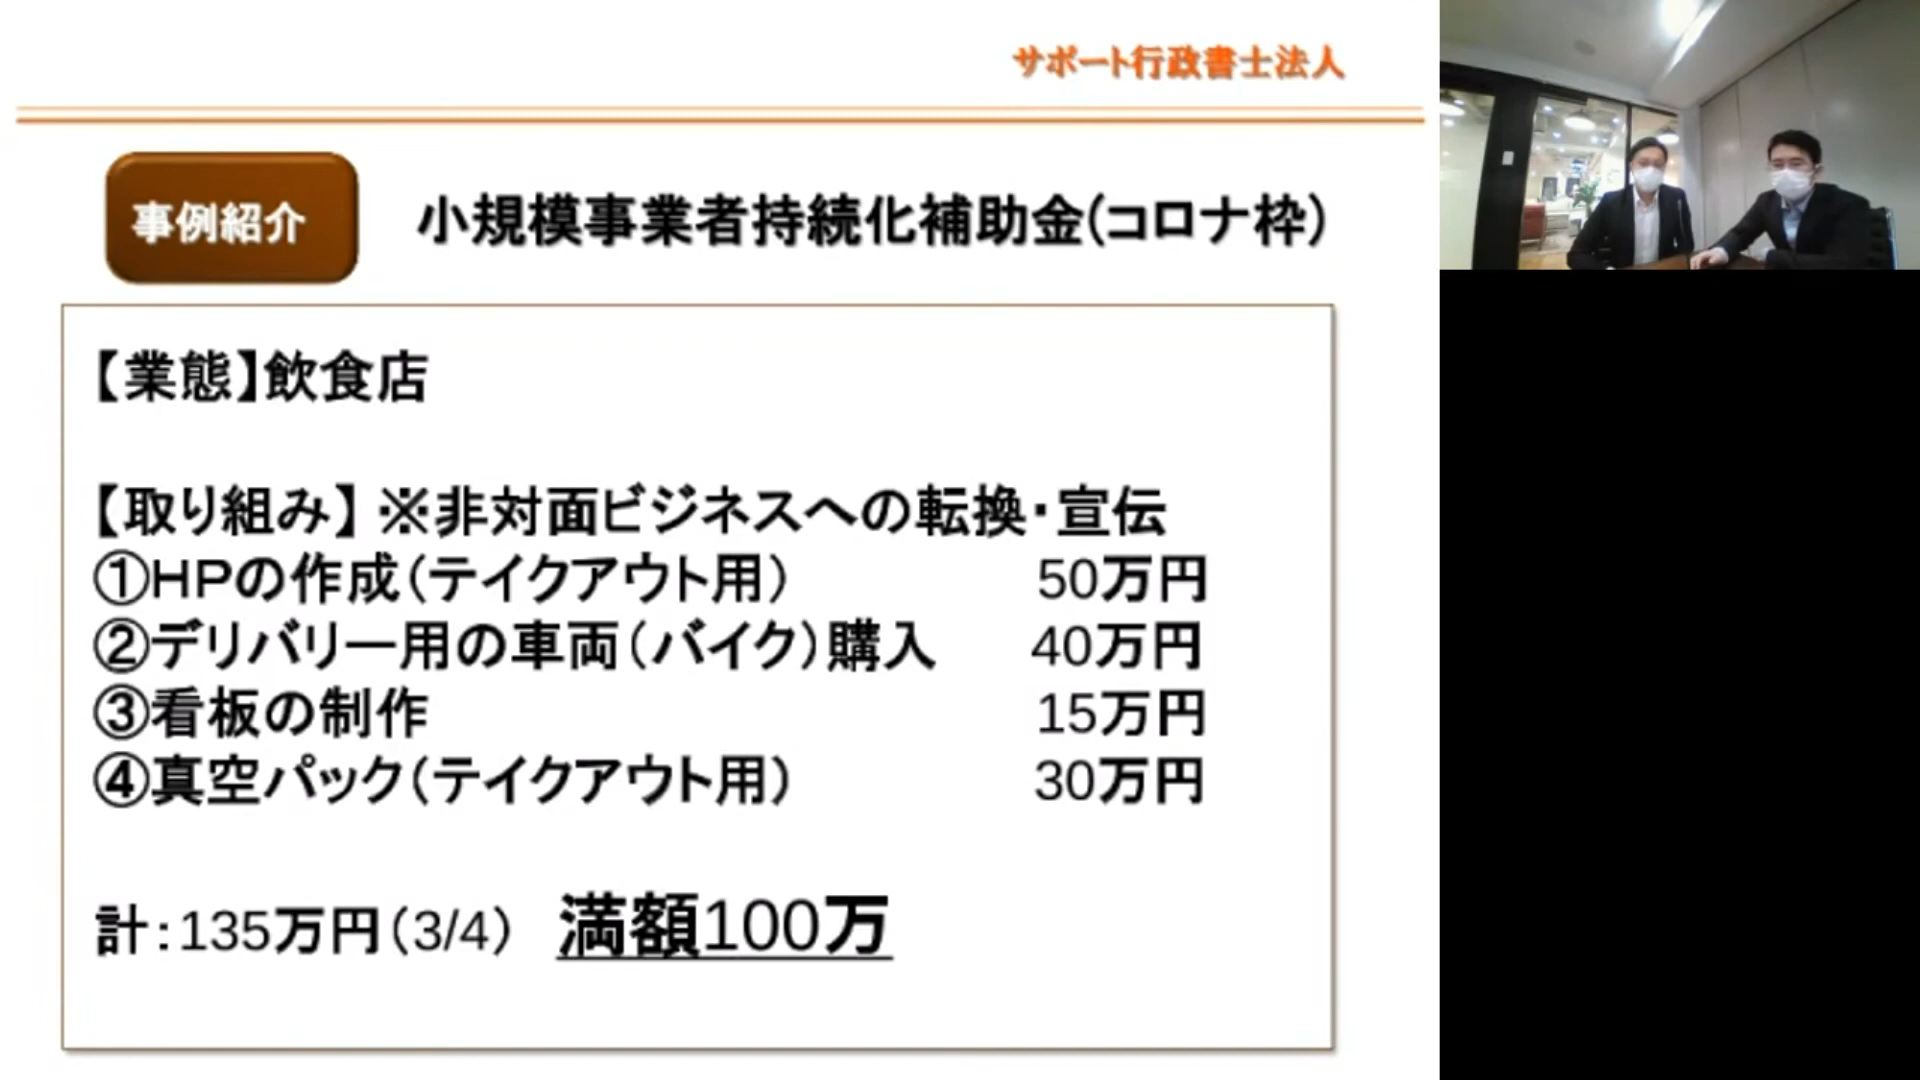 サポート行政書士法人
事例紹介
小規模事業者持続化補助金(コロナ枠)
【業態】飲食店
【取り組み】※非対面ビジネスへの転換・宣伝
①HPの作成(テイクアウト用) 50万円
②デリバリー用の車両(バイク)購入 40万円
③看板の制作 15万円
④真空パック(テイクアウト用) 30万円
計:135万円(3/4) 満額100万